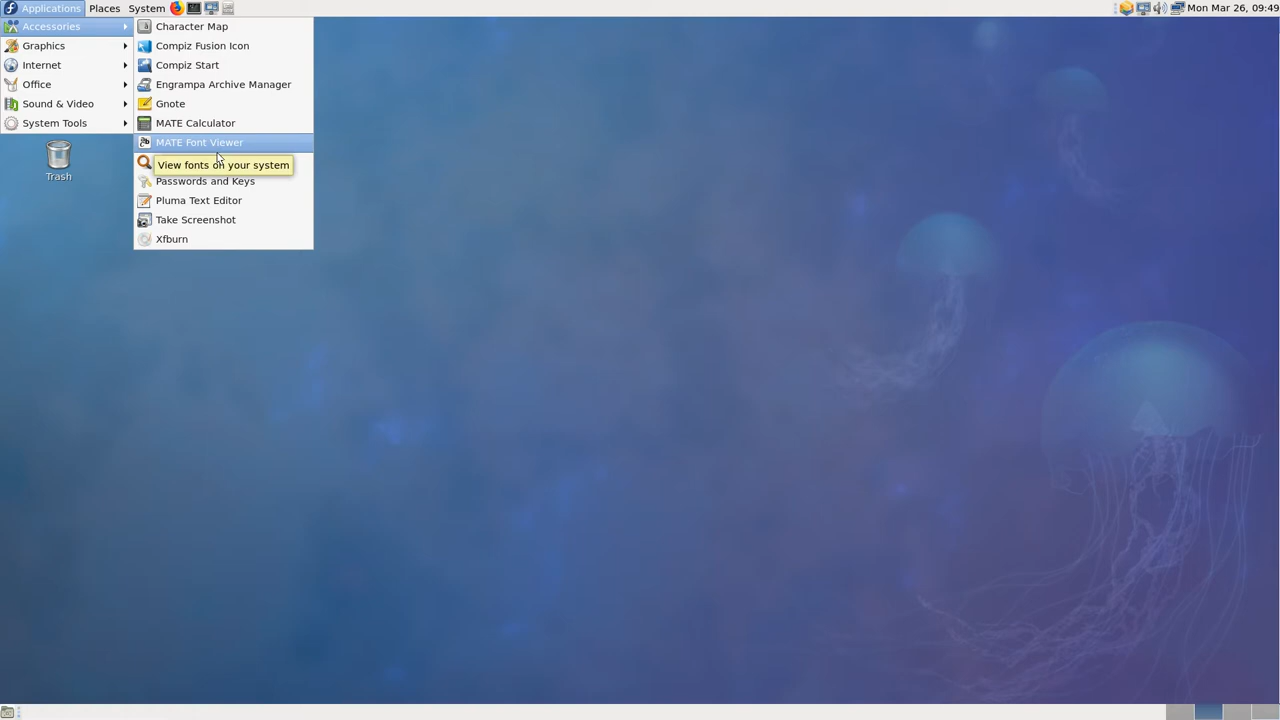 Applications Places System Mon Mar 26, 09:49
Accessories
Graphics
Internet
Office
Sound & Video
System Tools
Character Map
Compiz Fusion Icon
Compiz Start
Engrampa Archive Manager
Gnote
MATE Calculator
MATE Font Viewer
View fonts on your system
Passwords and Keys
Pluma Text Editor
Take Screenshot
Xfburn
Trash